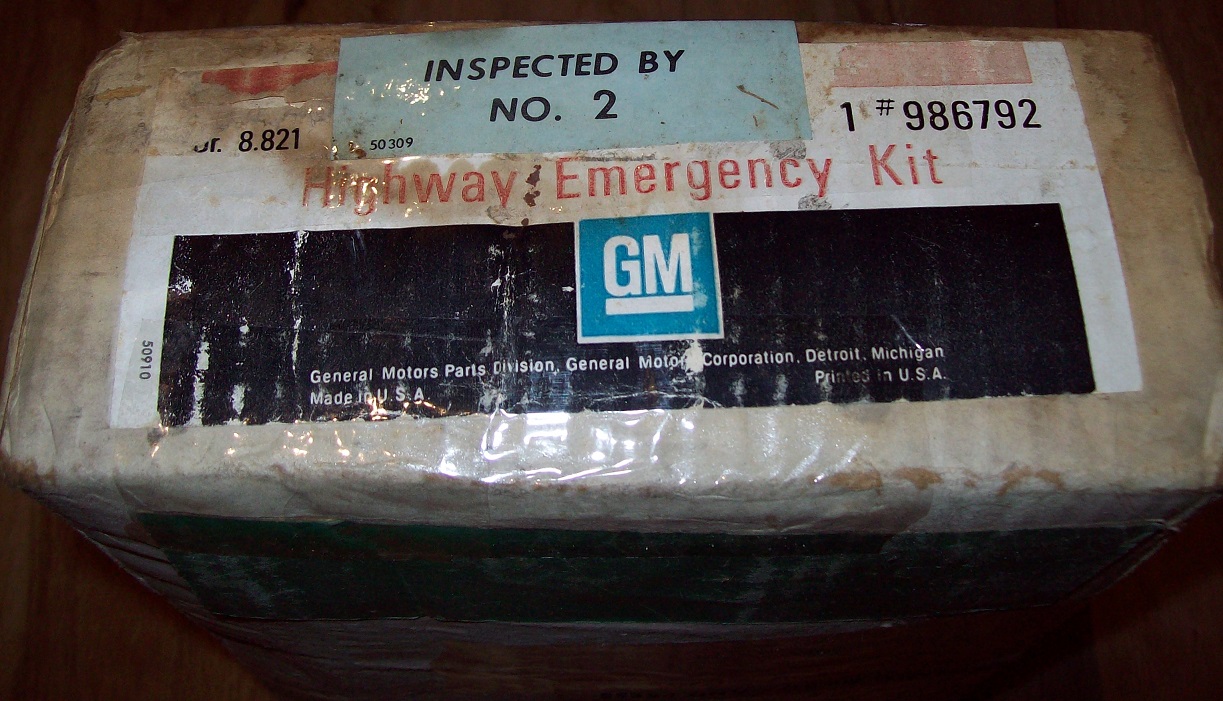 INSPECTED BY
NO. 2
50309
Gr. 8.821
1 # 986792
Highway Emergency Kit
GM
General Motors Parts Division, General Motors Corporation, Detroit, Michigan
Made in U.S.A.
Printed in U.S.A.
50910